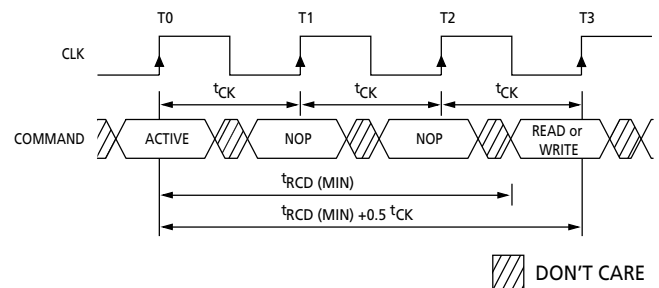 T0 T1 T2 T3
CLK
tCK tCK tCK
COMMAND ACTIVE NOP NOP READ or
WRITE
tRCD (MIN)
tRCD (MIN) +0.5 tCK
DON'T CARE